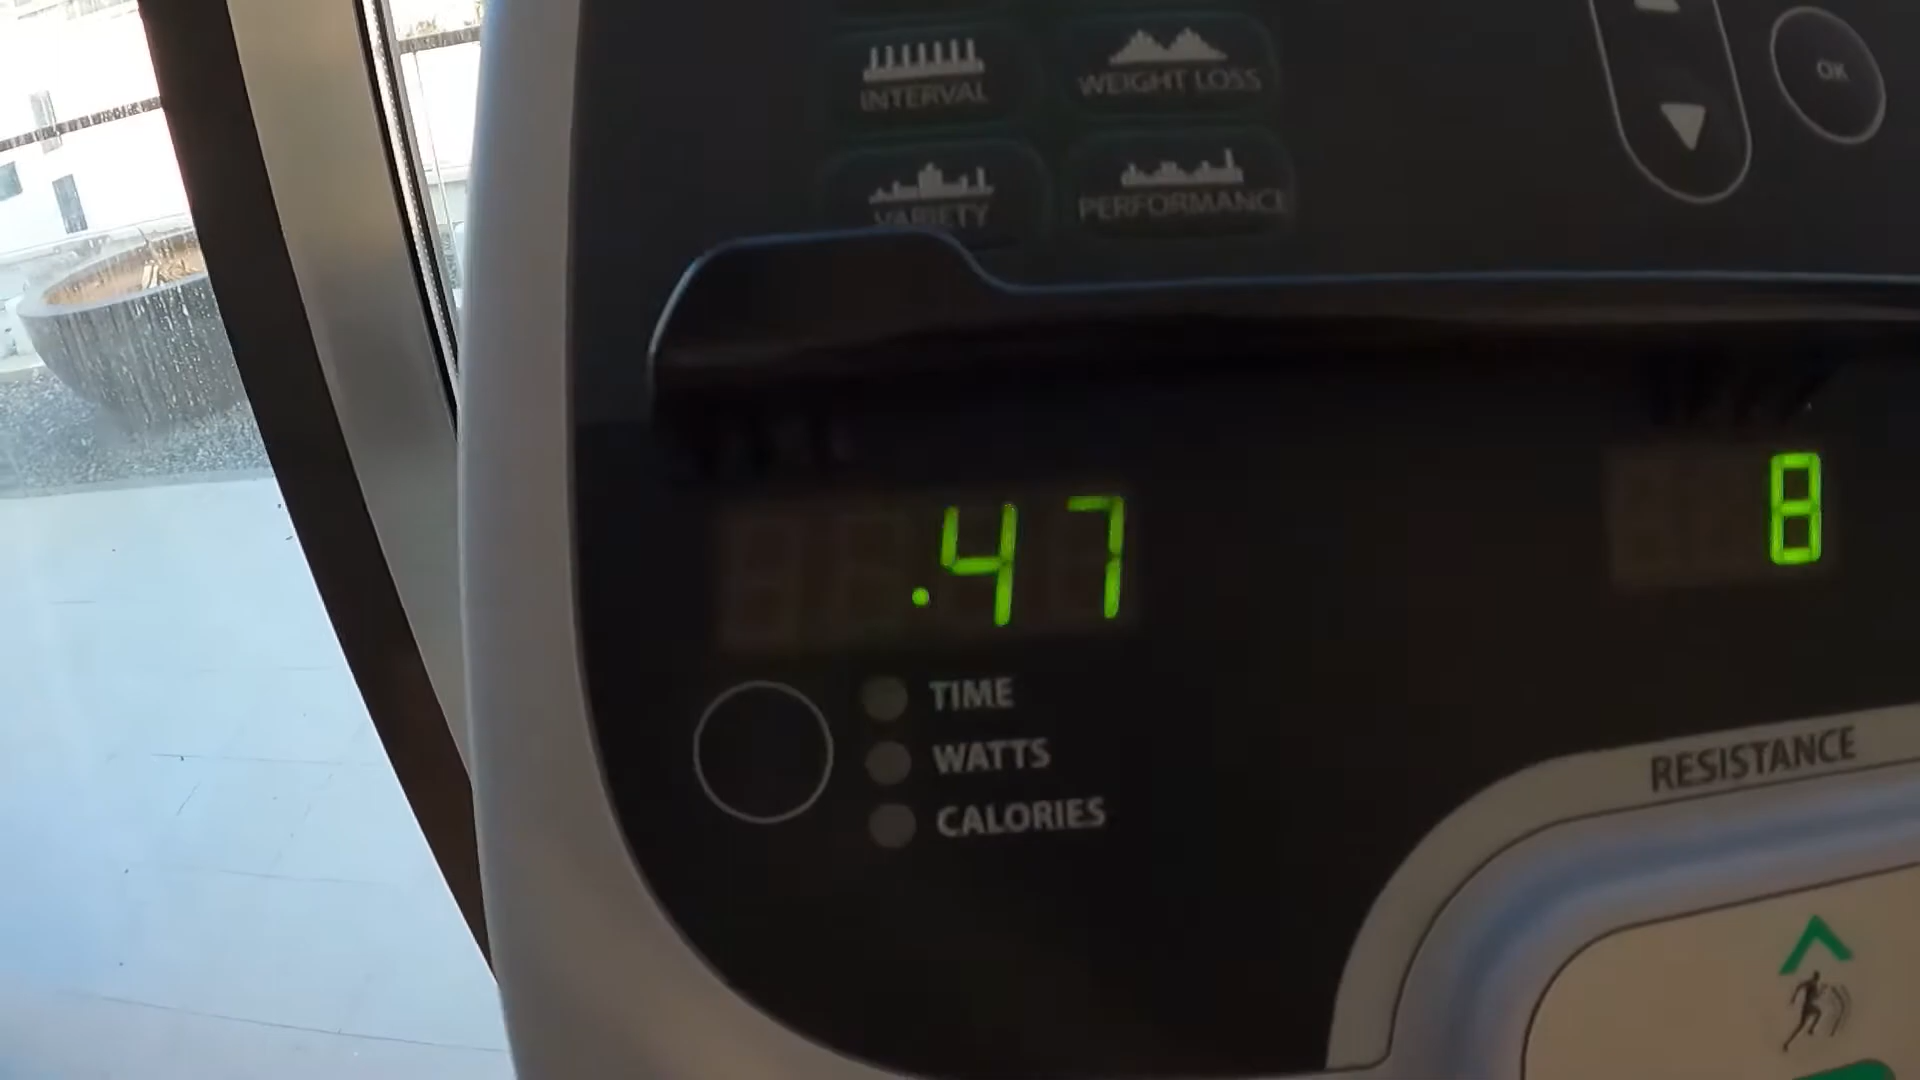 INTERVAL
WEIGHT LOSS
OK
VARIETY
PERFORMANCE
.47
8
TIME
WATTS
CALORIES
RESISTANCE